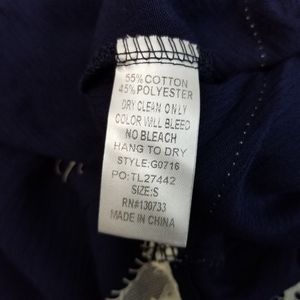 55% COTTON
45% POLYESTER
DRY CLEAN ONLY
COLOR WILL BLEED
NO BLEACH
HANG TO DRY
STYLE:G0716
PO:TL27442
SIZE:S
RN#130733
MADE IN CHINA